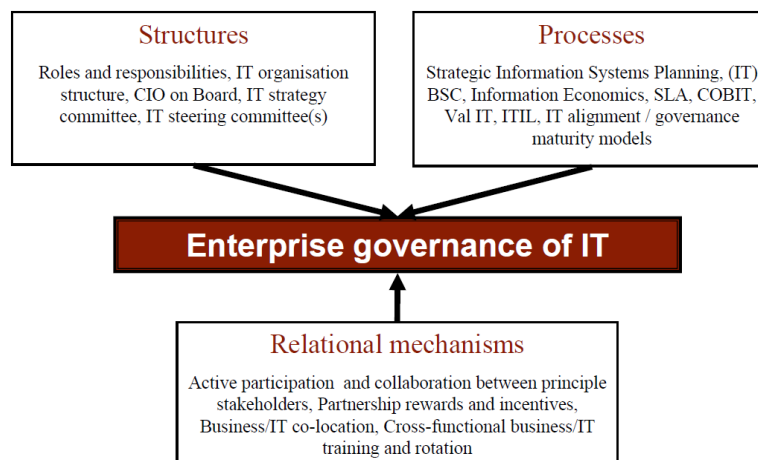 Structures
Roles and responsibilities, IT organisation
structure, CIO on Board, IT strategy
committee, IT steering committee(s)
Processes
Strategic Information Systems Planning, (IT)
BSC, Information Economics, SLA, COBIT,
Val IT, ITIL, IT alignment / governance
maturity models
Enterprise governance of IT
Relational mechanisms
Active participation and collaboration between principle
stakeholders, Partnership rewards and incentives,
Business/IT co-location, Cross-functional business/IT
training and rotation